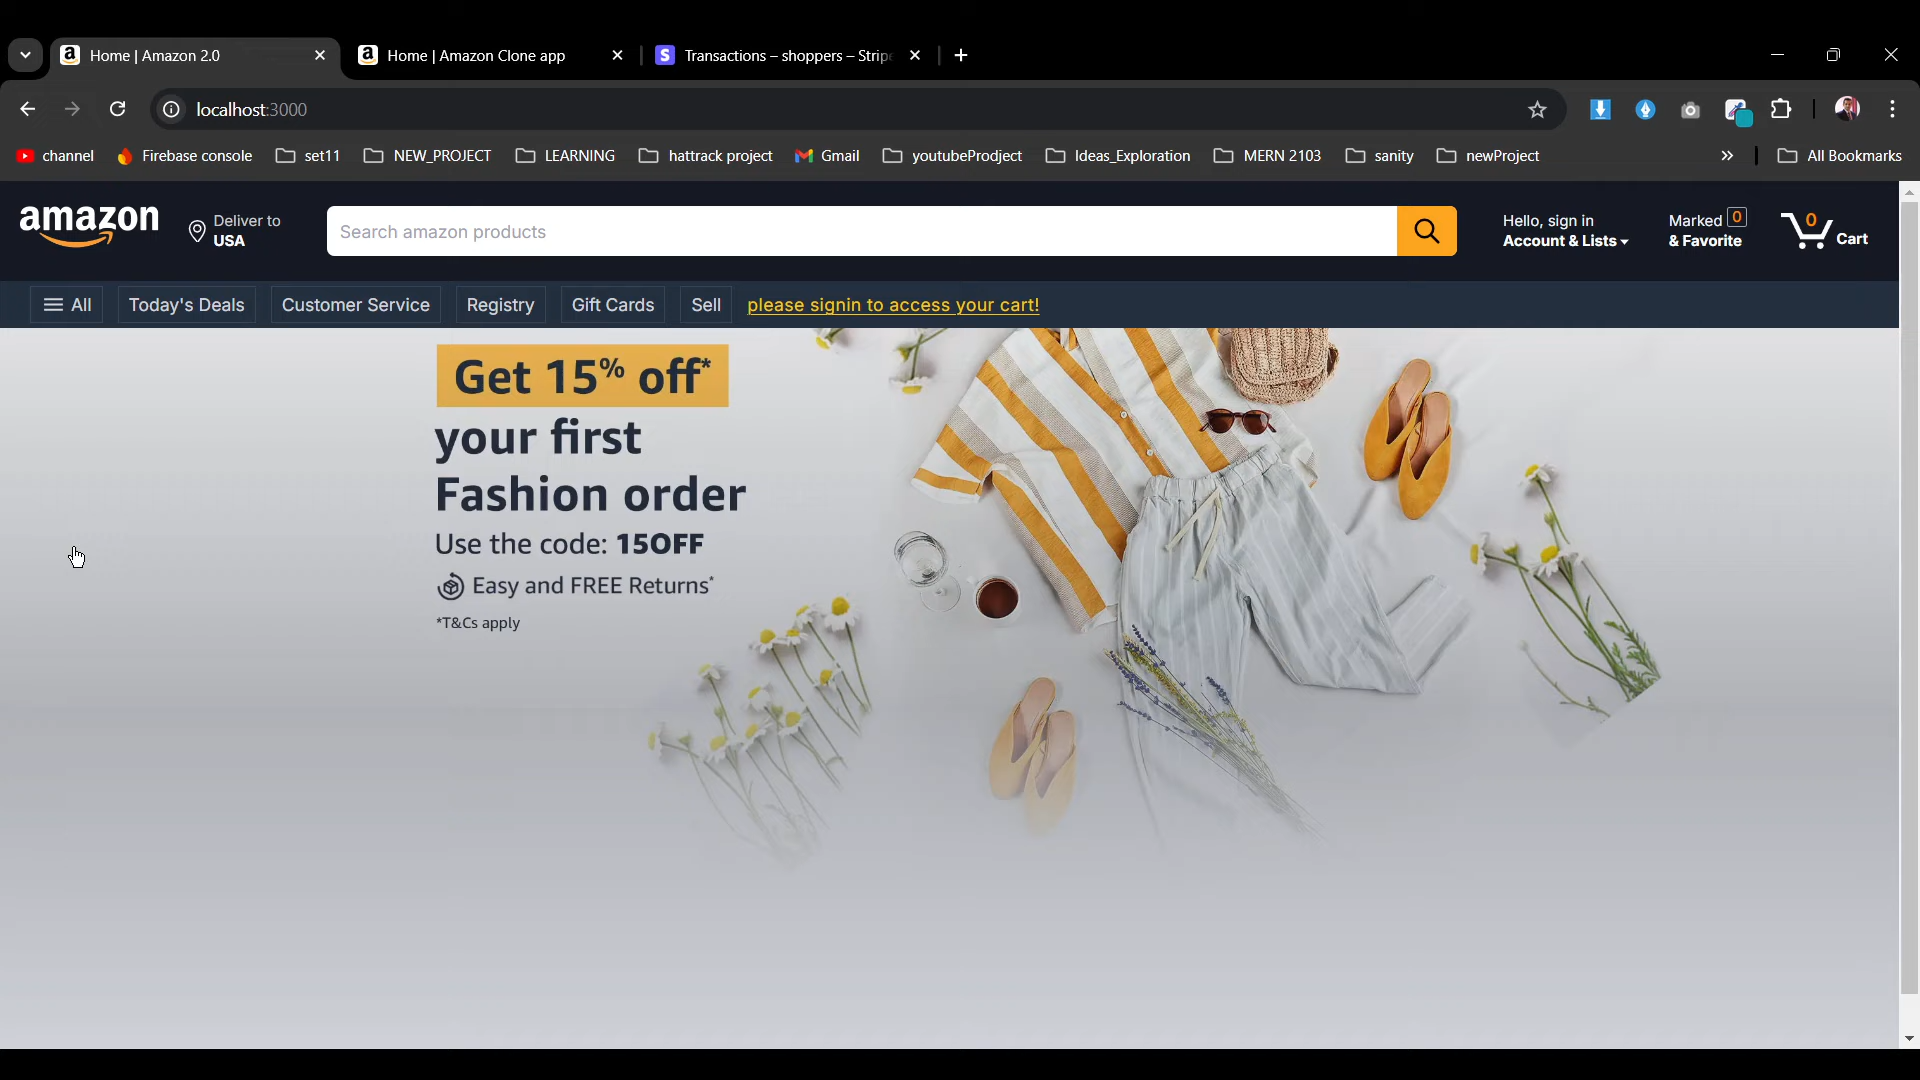 Home | Amazon 2.0
Home | Amazon Clone app
Transactions – shoppers – Stripe
localhost:3000
channel Firebase console set11 NEW_PROJECT LEARNING hattrack project Gmail youtubeProdject Ideas_Exploration MERN 2103 sanity newProject » All Bookmarks
amazon
Deliver to
USA
Search amazon products
Hello, sign in
Account & Lists
Marked 0
& Favorite
0
Cart
All Today's Deals Customer Service Registry Gift Cards Sell please signin to access your cart!
Get 15% off*
your first
Fashion order
Use the code: 15OFF
Easy and FREE Returns*
*T&Cs apply